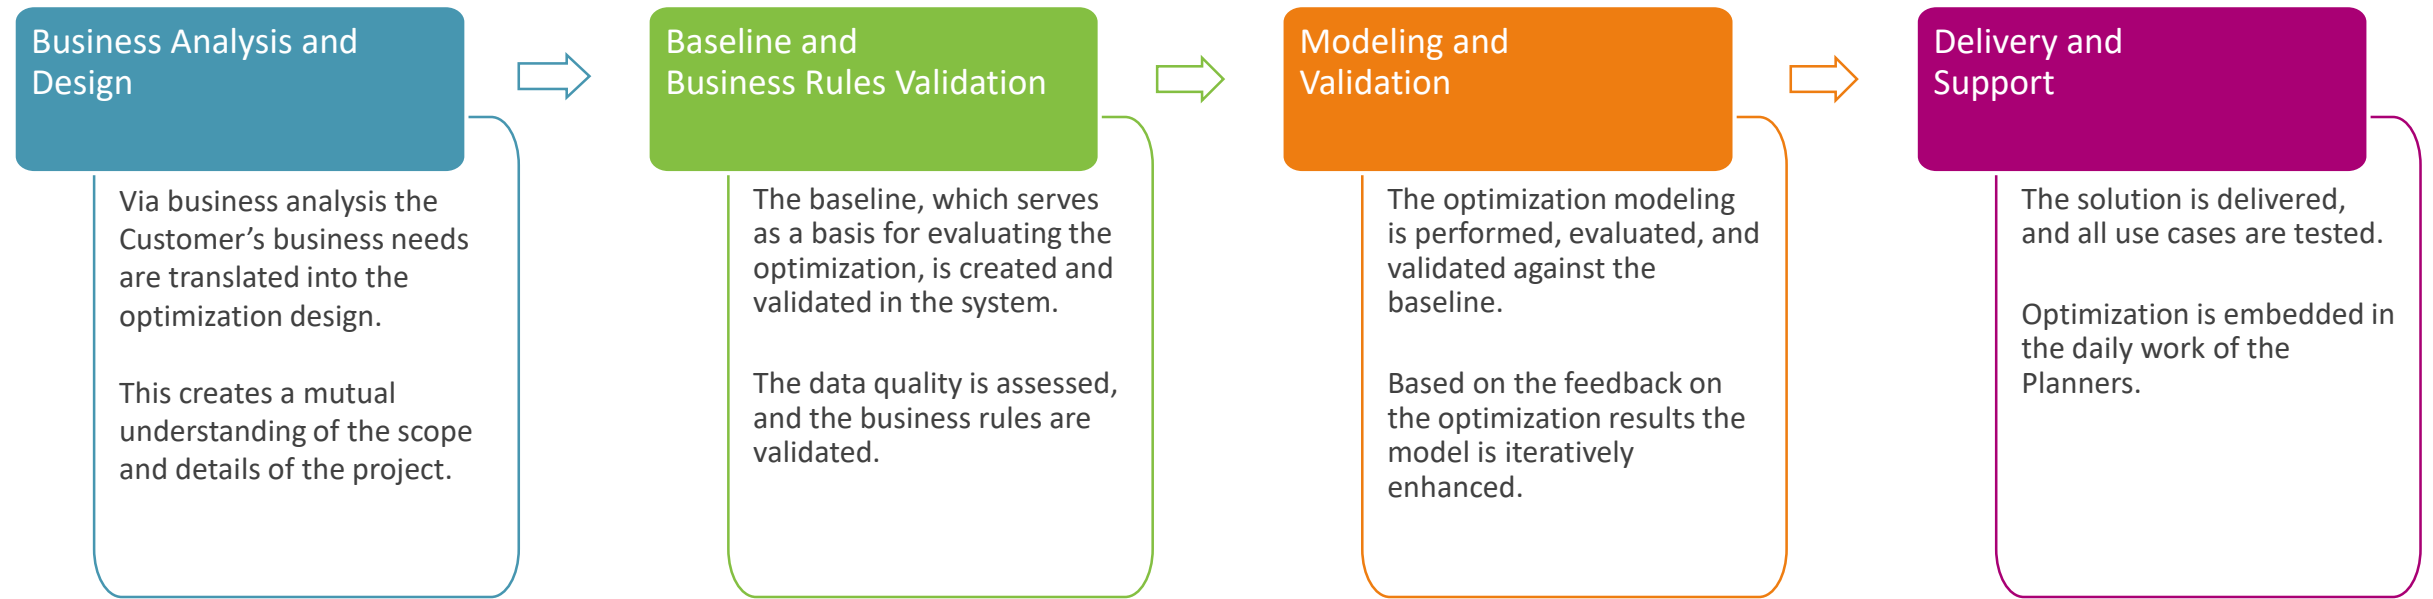 Business Analysis and
Design
Via business analysis the
Customer’s business needs
are translated into the
optimization design.
This creates a mutual
understanding of the scope
and details of the project.
Baseline and
Business Rules Validation
The baseline, which serves
as a basis for evaluating the
optimization, is created and
validated in the system.
The data quality is assessed,
and the business rules are
validated.
Modeling and
Validation
The optimization modeling
is performed, evaluated, and
validated against the
baseline.
Based on the feedback on
the optimization results the
model is iteratively
enhanced.
Delivery and
Support
The solution is delivered,
and all use cases are tested.
Optimization is embedded in
the daily work of the
Planners.